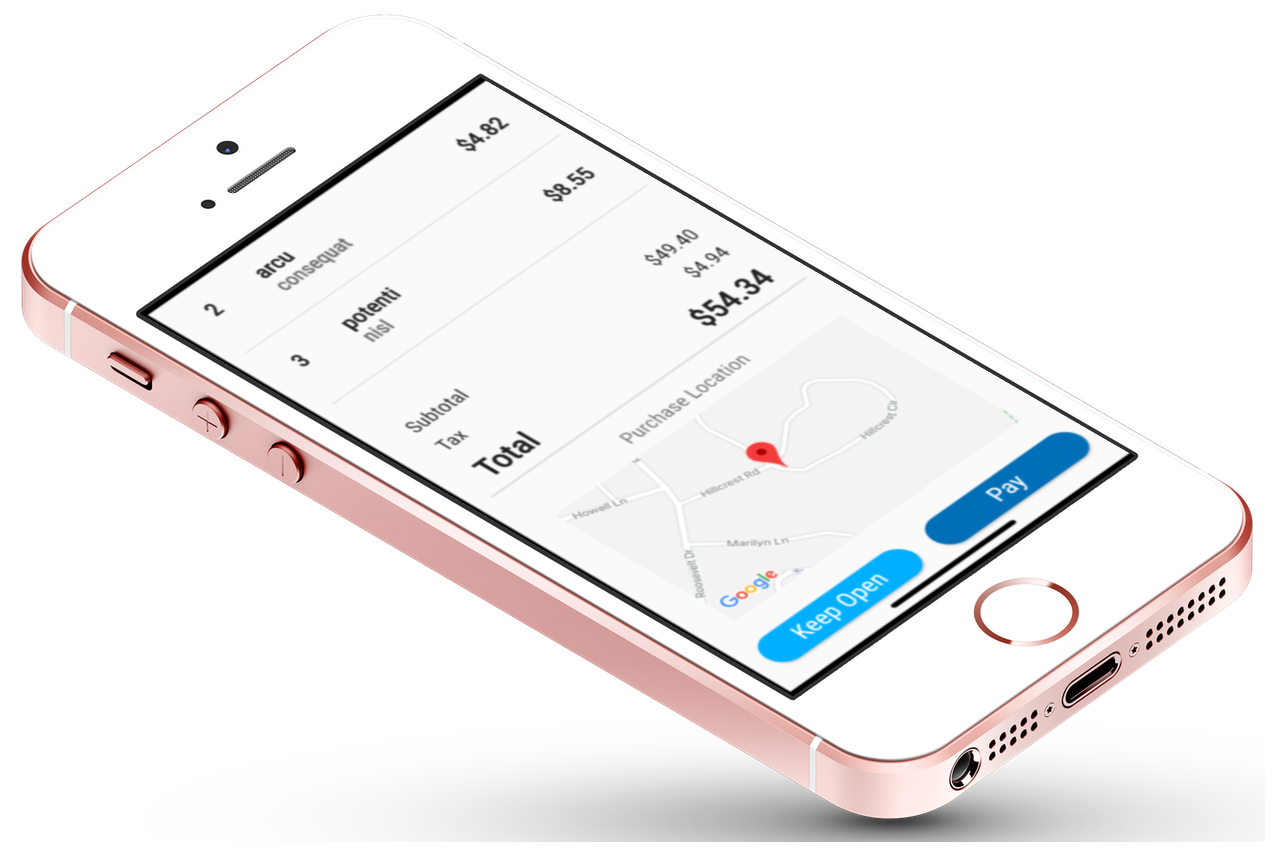 2 arcu $4.82
consequat
3 potenti $8.55
nisl
Subtotal $49.40
Tax $4.94
Total $54.34
Purchase Location
Howell Ln
Hillcrest Rd
Hillcrest Cir
Marilyn Ln
Roosevelt Dr
Google
Keep Open
Pay